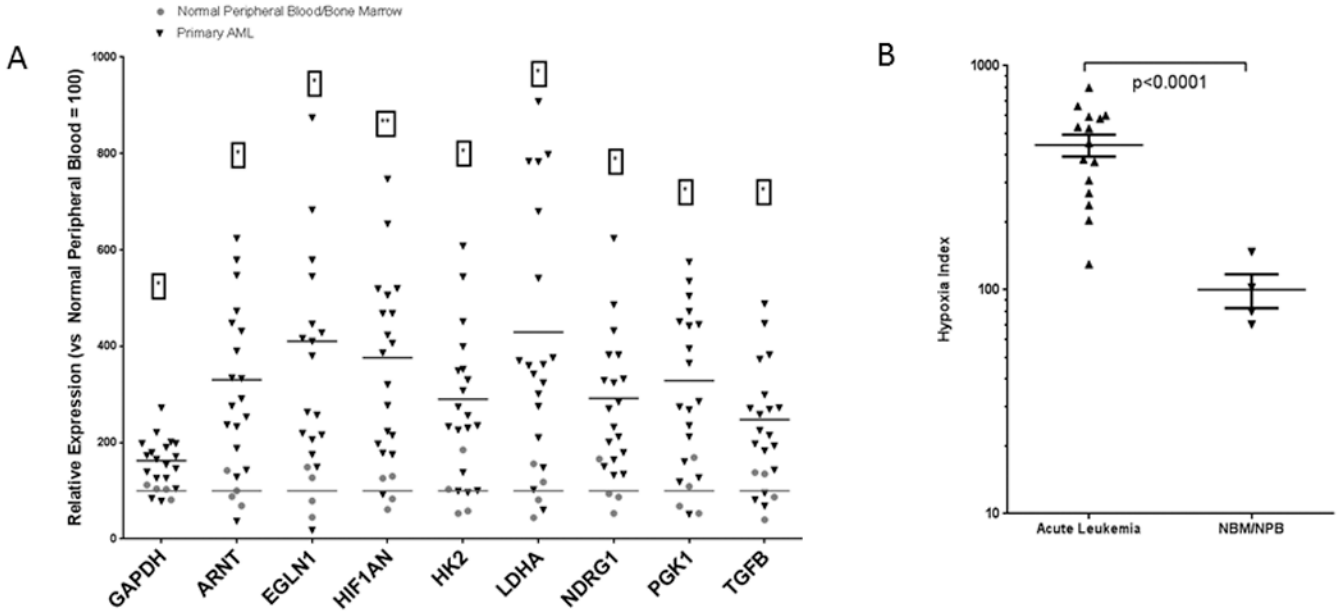 Normal Peripheral Blood/Bone Marrow
Primary AML
A
Relative Expression (vs Normal Peripheral Blood = 100)
1000
800
600
400
200
0
*
*
*
**
*
*
*
*
*
GAPDH
ARNT
EGLN1
HIF1AN
HK2
LDHA
NDRG1
PGK1
TGFB
B
Hypoxia Index
1000
100
10
p<0.0001
Acute Leukemia
NBM/NPB